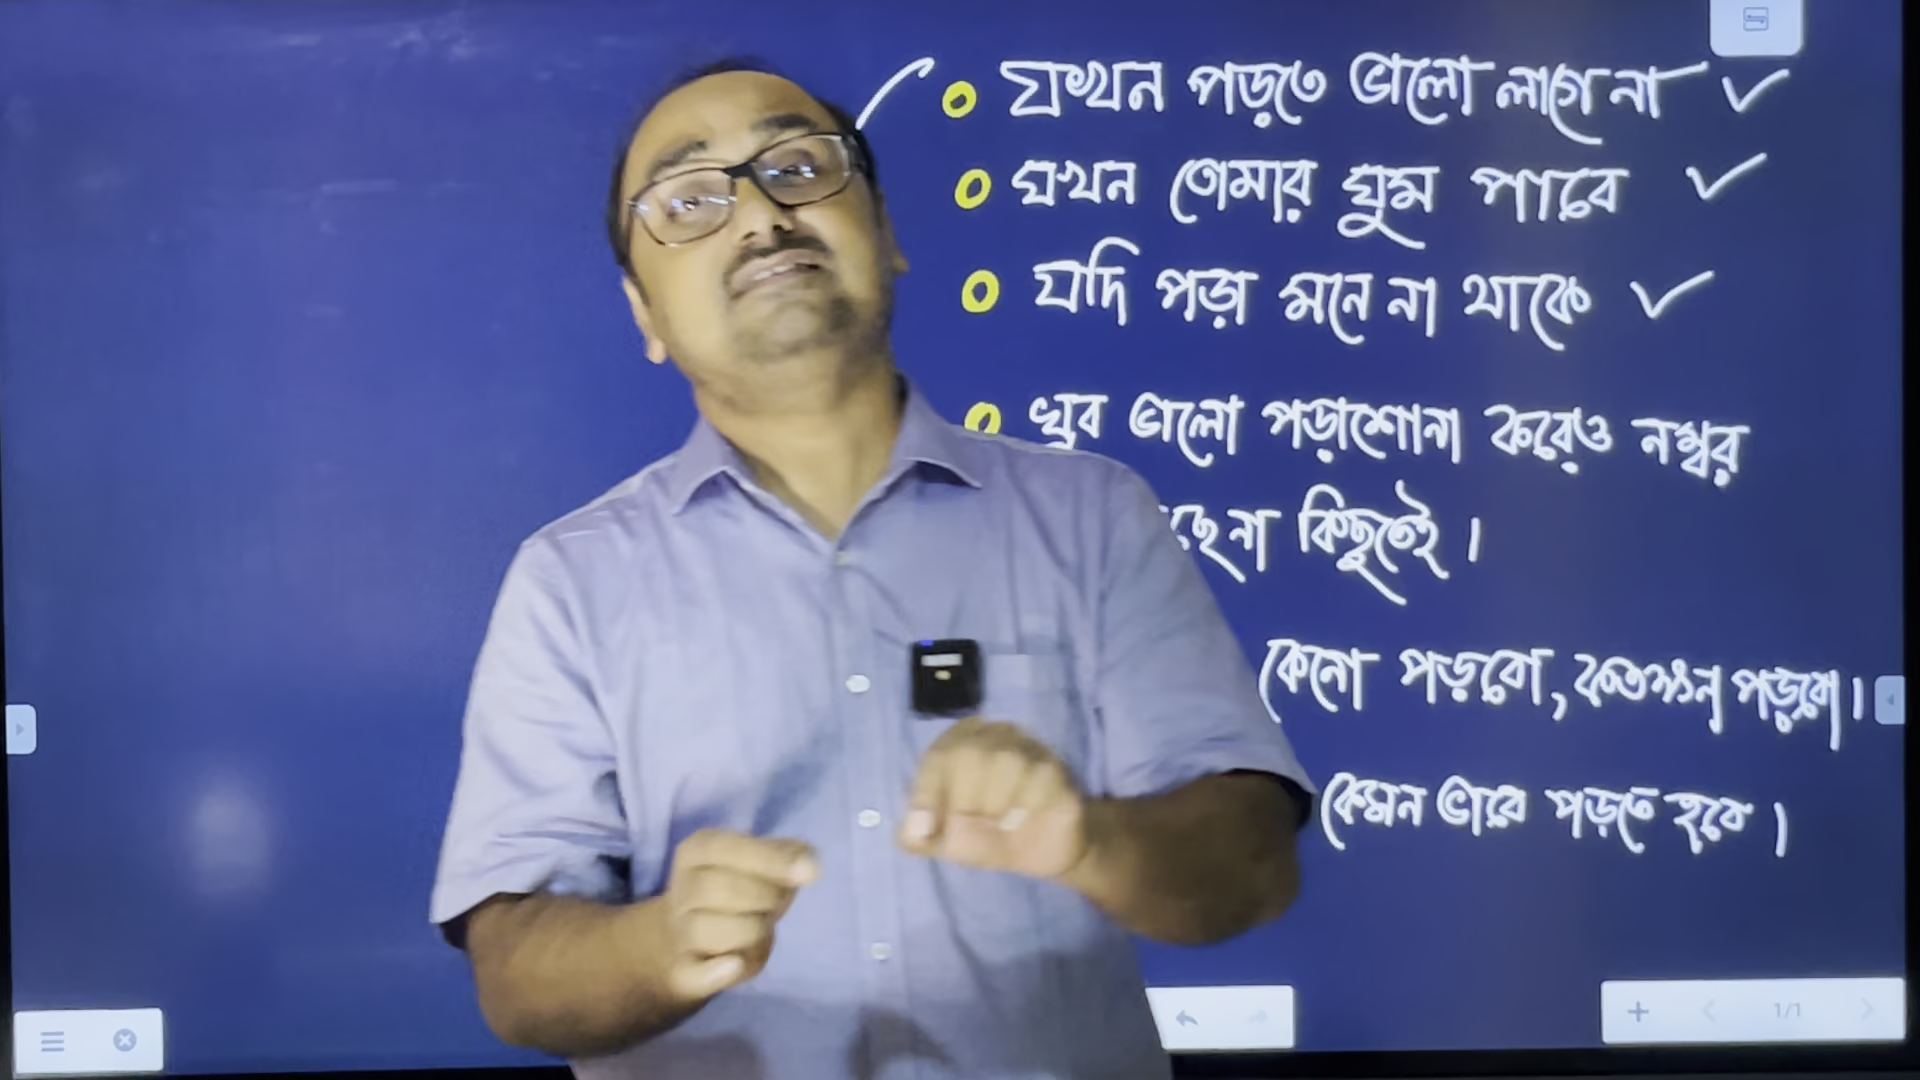 যখন পড়তে ভালো লাগেনা
যখন তোমার ঘুম পাবে
যদি পড়া মনে না থাকে
খুব ভালো পড়াশোনা করেও নম্বর
ছেনা কিছুতেই।
কেনো পড়বো, কতক্ষন পড়বো।
কেমন ভাবে পড়তে হবে।
1/1